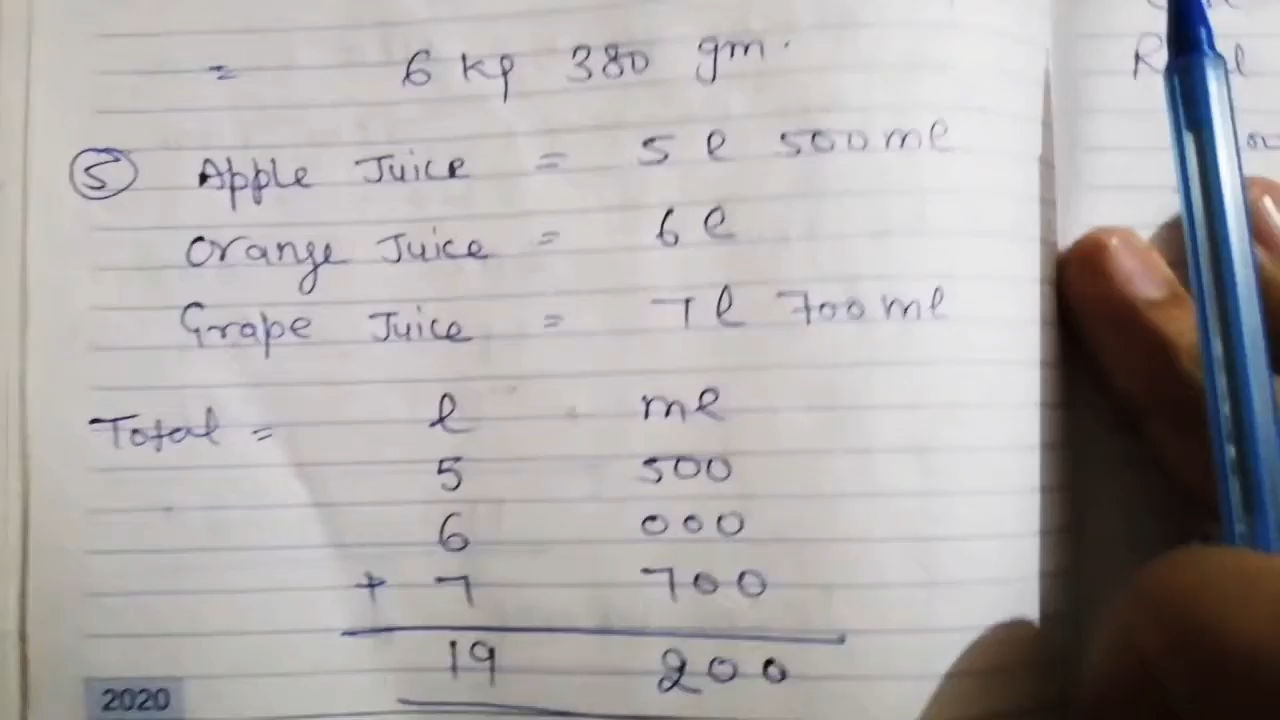 = 6 kg 380 gm.
5 Apple Juice = 5 l 500 ml
Orange Juice = 6 l
Grape Juice = 7 l 700 ml
Total = l ml
5 500
6 000
+ 7 700
19 200
2020